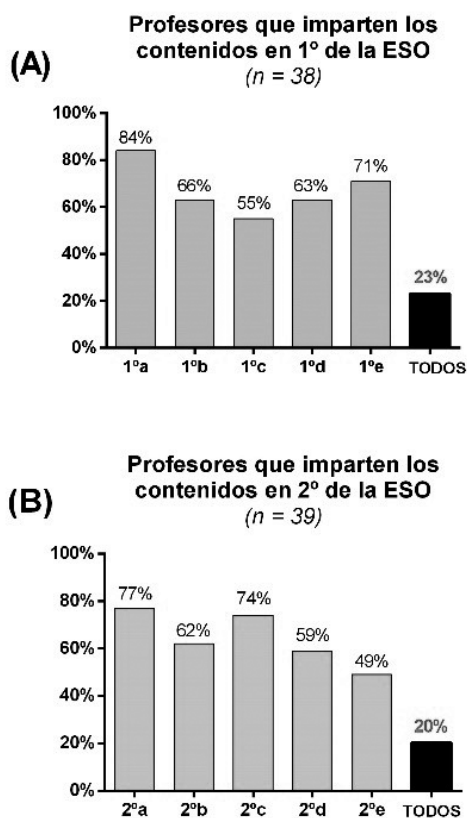 (A)
Profesores que imparten los
contenidos en 1º de la ESO
(n = 38)
100%
80%
60%
40%
20%
0%
84%
66%
55%
63%
71%
23%
1ºa 1ºb 1ºc 1ºd 1ºe TODOS
(B)
Profesores que imparten los
contenidos en 2º de la ESO
(n = 39)
100%
80%
60%
40%
20%
0%
77%
62%
74%
59%
49%
20%
2ºa 2ºb 2ºc 2ºd 2ºe TODOS